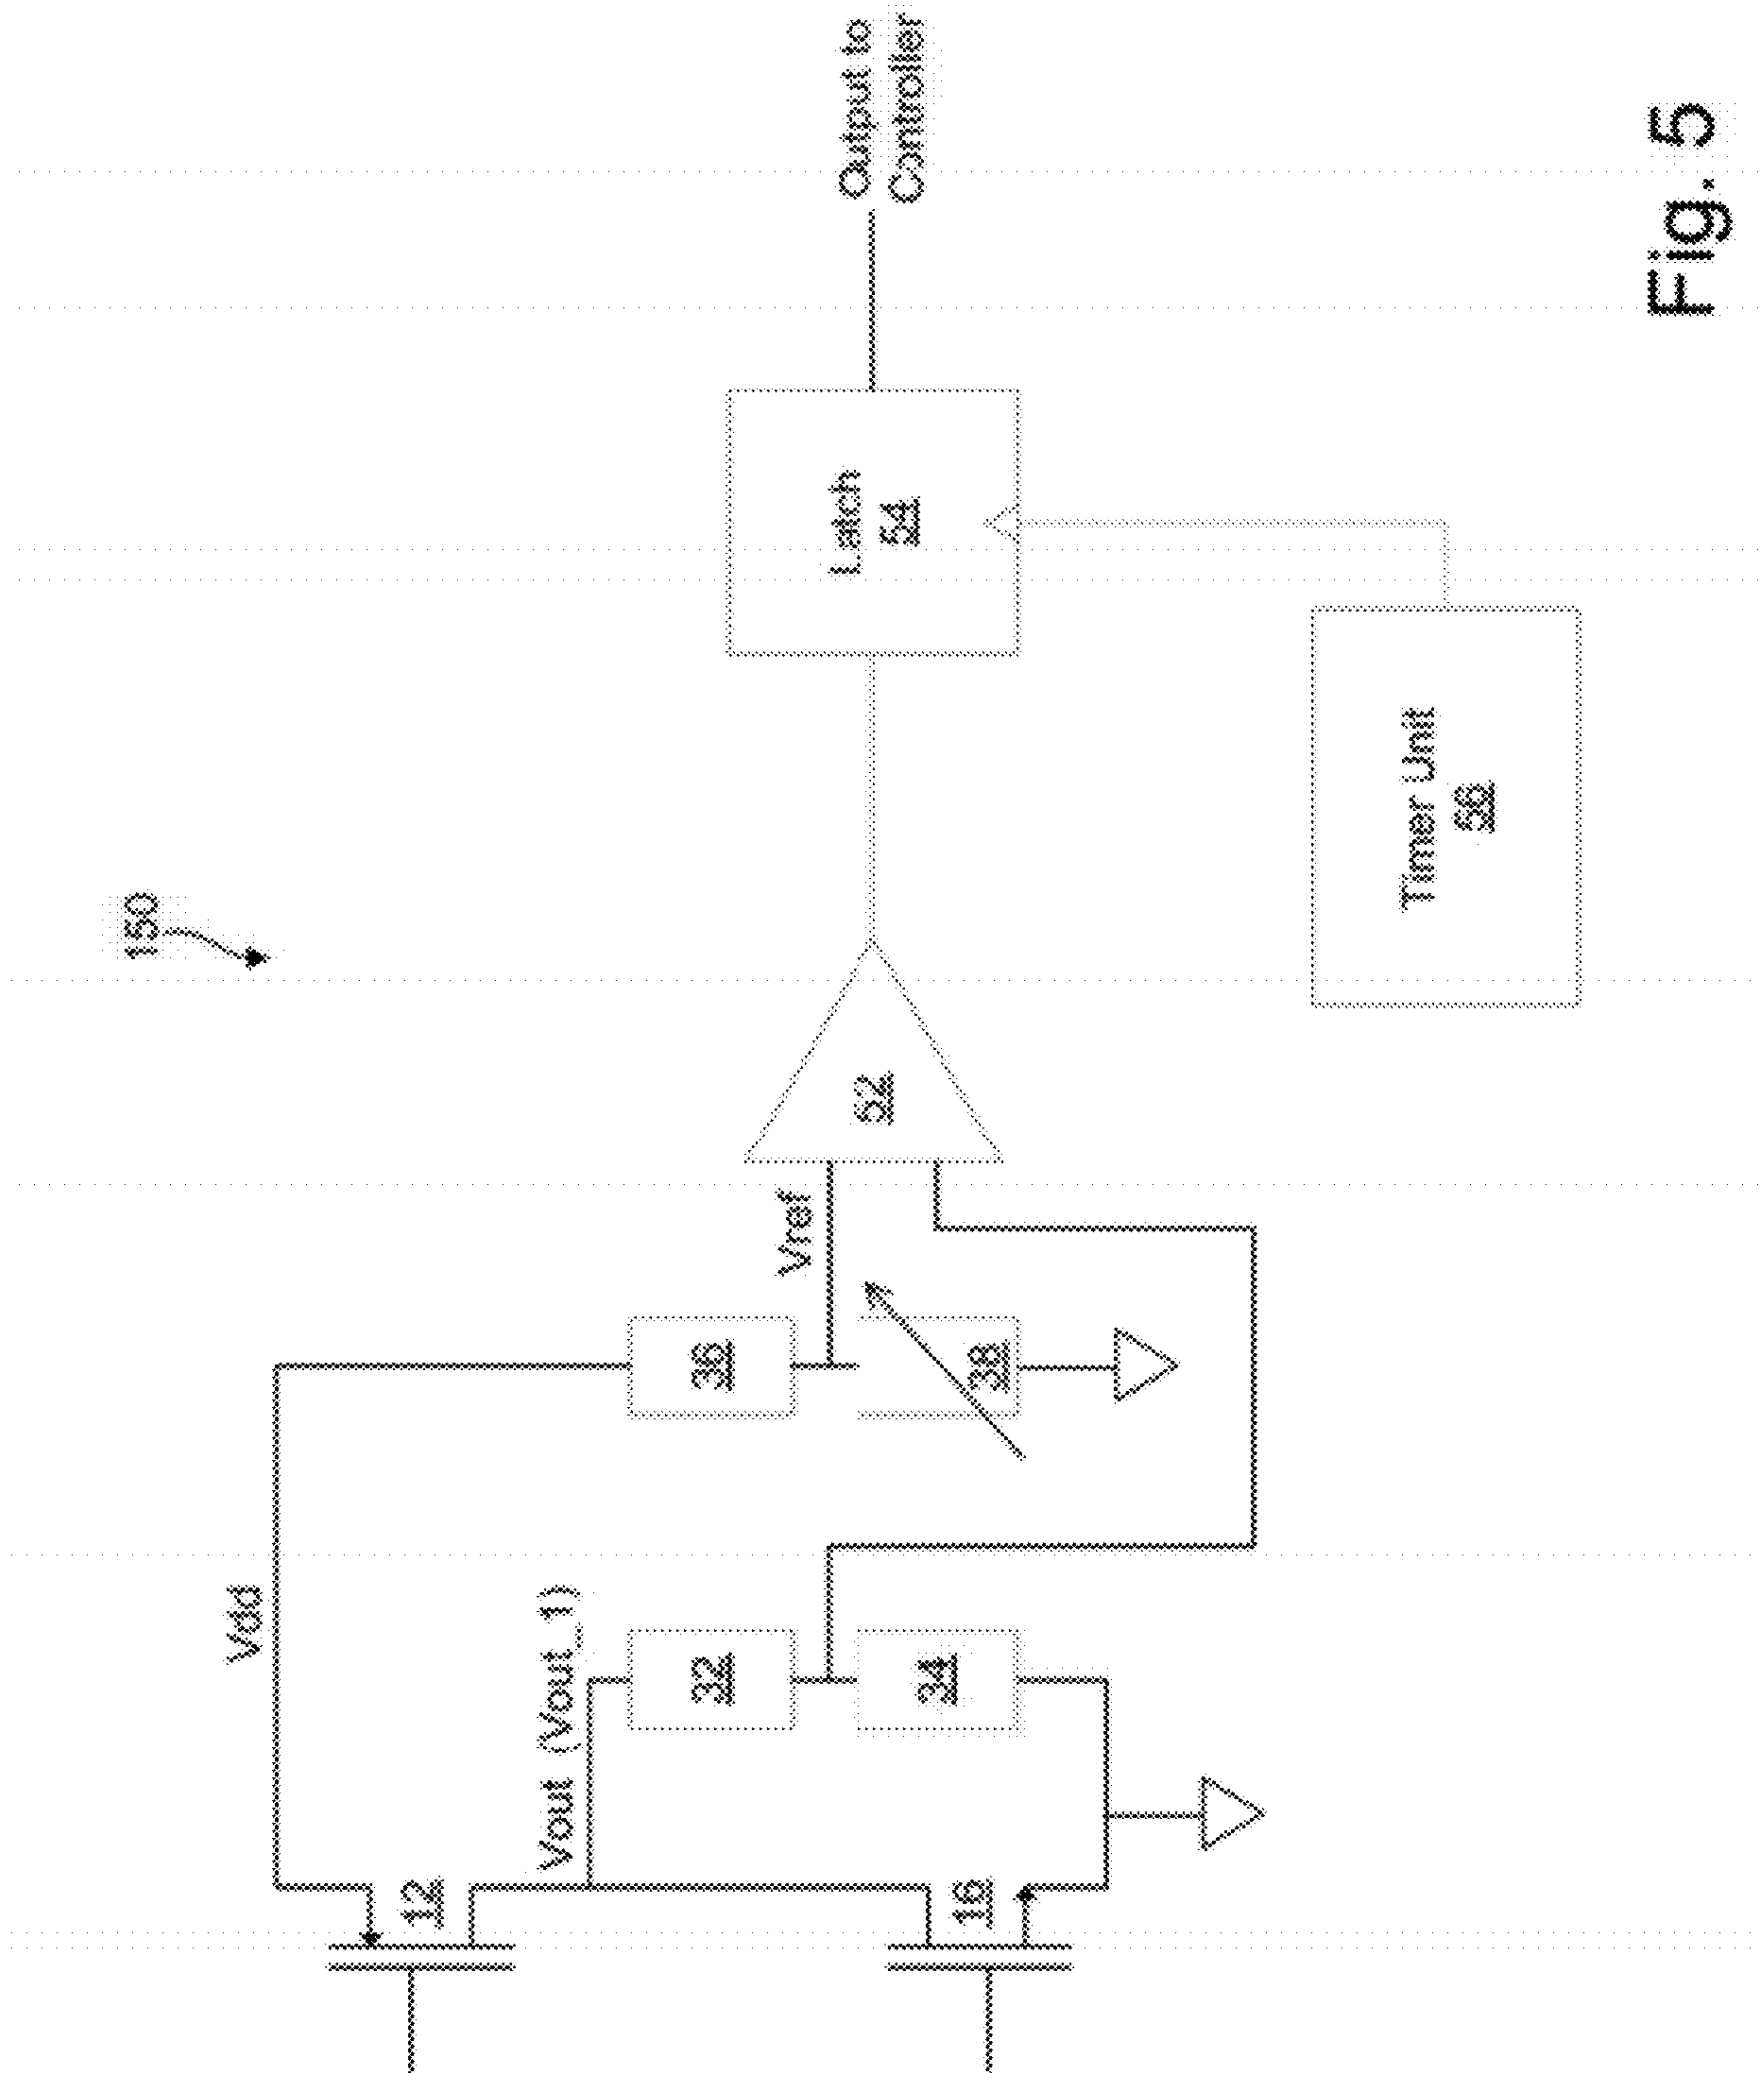 150
Vdd
12
Vout (Vout_1)
32
36
Vref
34
38
16
52
Latch
54
Output to
Controller
Timer Unit
56
Fig. 5